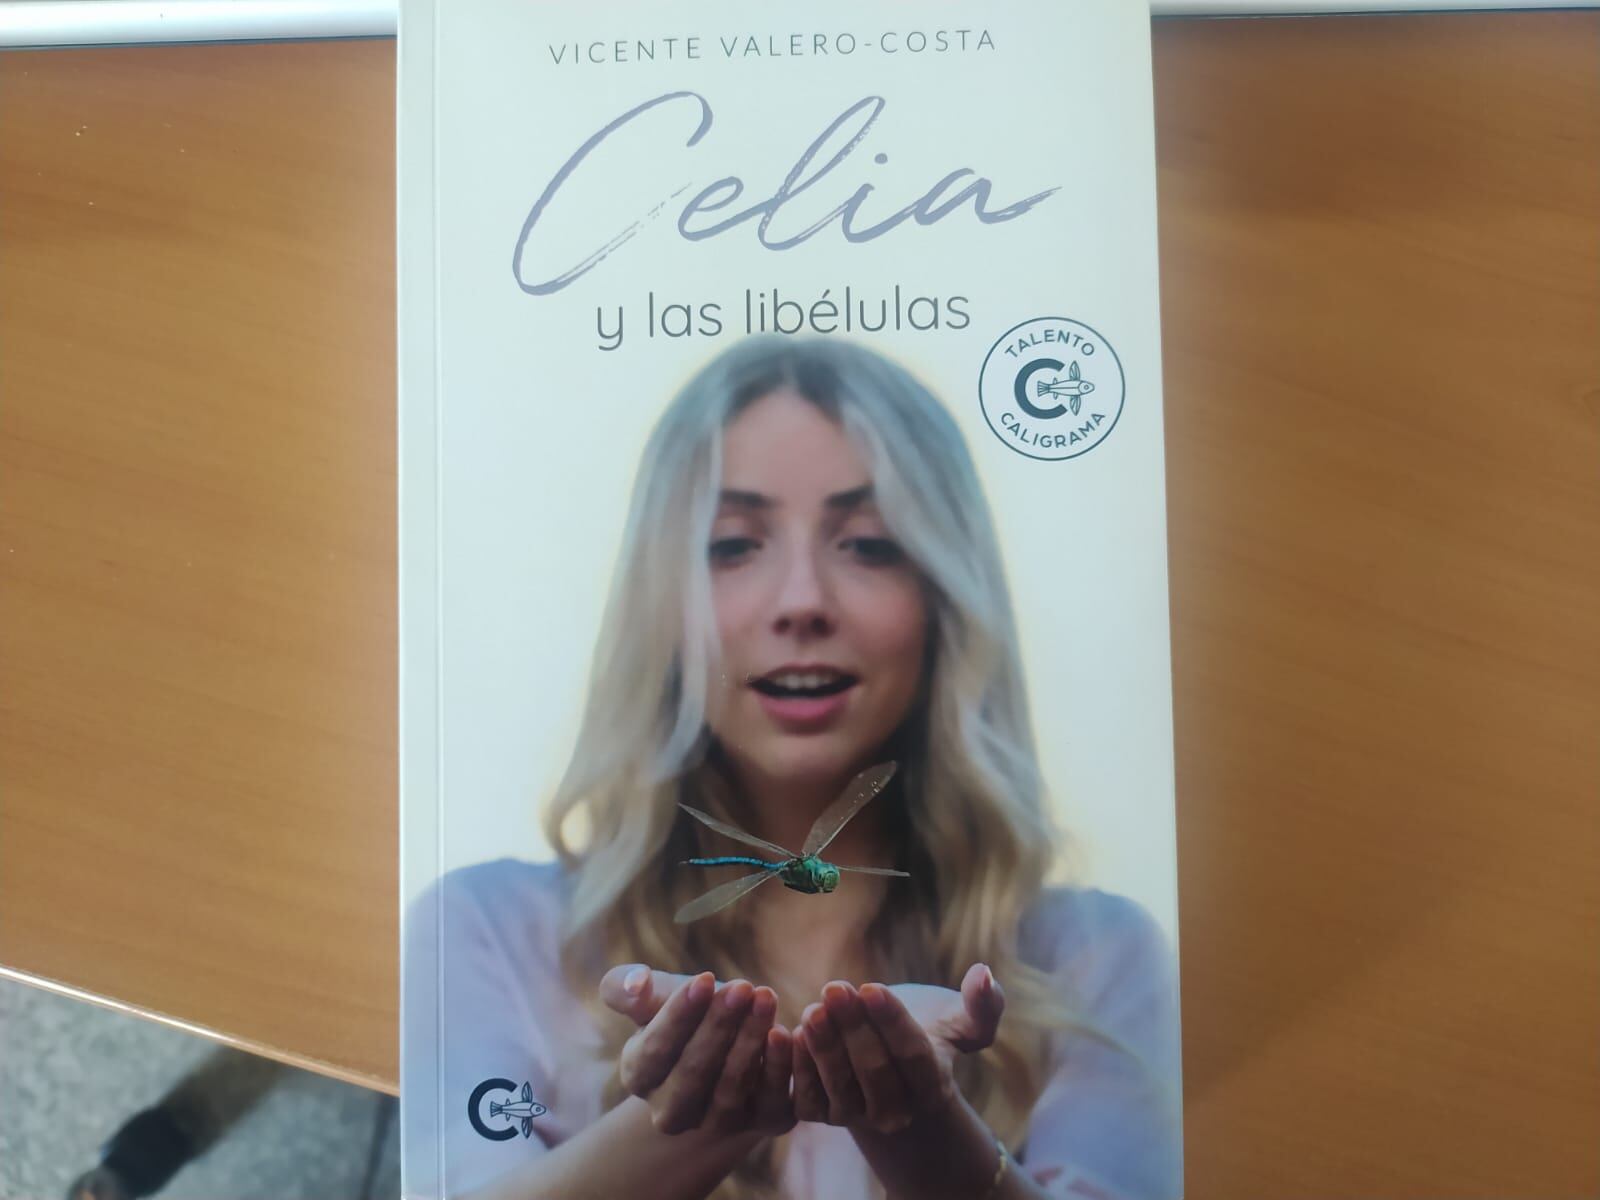 VICENTE VALERO-COSTA
Celia
y las libélulas
TALENTO
C
CALIGRAMA
C